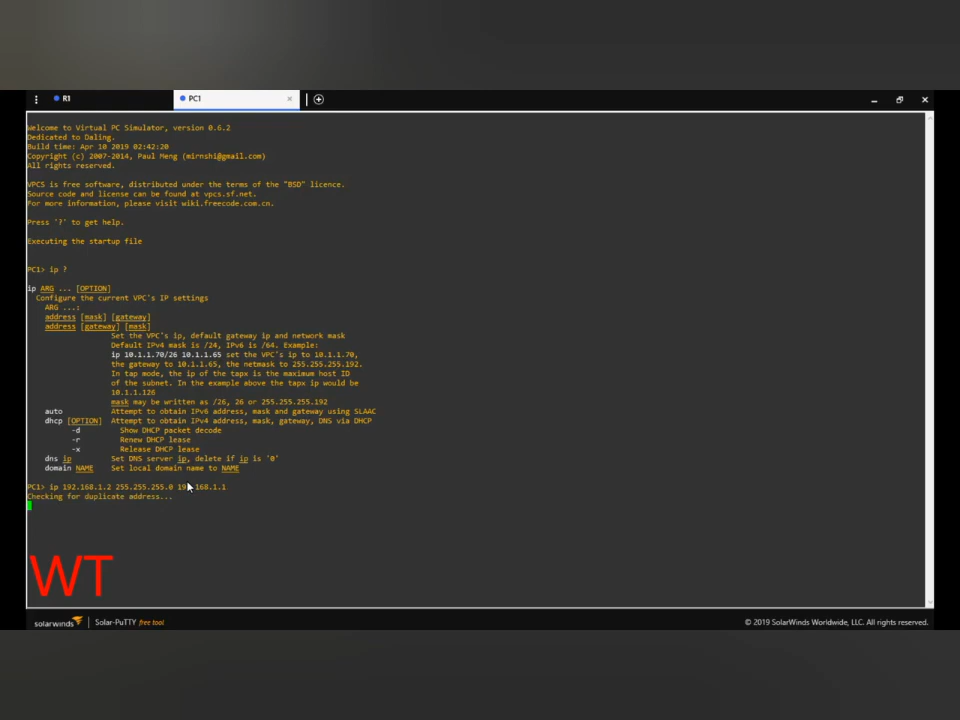 R1 PC1
Welcome to Virtual PC Simulator, version 0.6.2
Dedicated to Daling.
Build time: Apr 10 2019 02:42:20
Copyright (c) 2007-2014, Paul Meng (mirnshi@gmail.com)
All rights reserved.
VPCS is free software, distributed under the terms of the "BSD" licence.
Source code and license can be found at vpcs.sf.net.
For more information, please visit wiki.freecode.com.cn.
Press '?' to get help.
Executing the startup file
PC1> ip ?
ip ARG ... [OPTION]
Configure the current VPC's IP settings
ARG ...:
address [mask] [gateway]
address [gateway] [mask]
Set the VPC's ip, default gateway ip and network mask
Default IPv4 mask is /24, IPv6 is /64. Example:
ip 10.1.1.70/26 10.1.1.65 set the VPC's ip to 10.1.1.70,
the gateway to 10.1.1.65, the netmask to 255.255.255.192.
In tap mode, the ip of the tapx is the maximum host ID
of the subnet. In the example above the tapx ip would be
10.1.1.126
mask may be written as /26, 26 or 255.255.255.192
auto Attempt to obtain IPv6 address, mask and gateway using SLAAC
dhcp [OPTION] Attempt to obtain IPv4 address, mask, gateway, DNS via DHCP
-d Show DHCP packet decode
-r Renew DHCP lease
-x Release DHCP lease
dns ip Set DNS server ip, delete if ip is '0'
domain NAME Set local domain name to NAME
PC1> ip 192.168.1.2 255.255.255.0 192.168.1.1
Checking for duplicate address...
WT
solarwinds Solar-PuTTY free tool © 2019 SolarWinds Worldwide, LLC. All rights reserved.